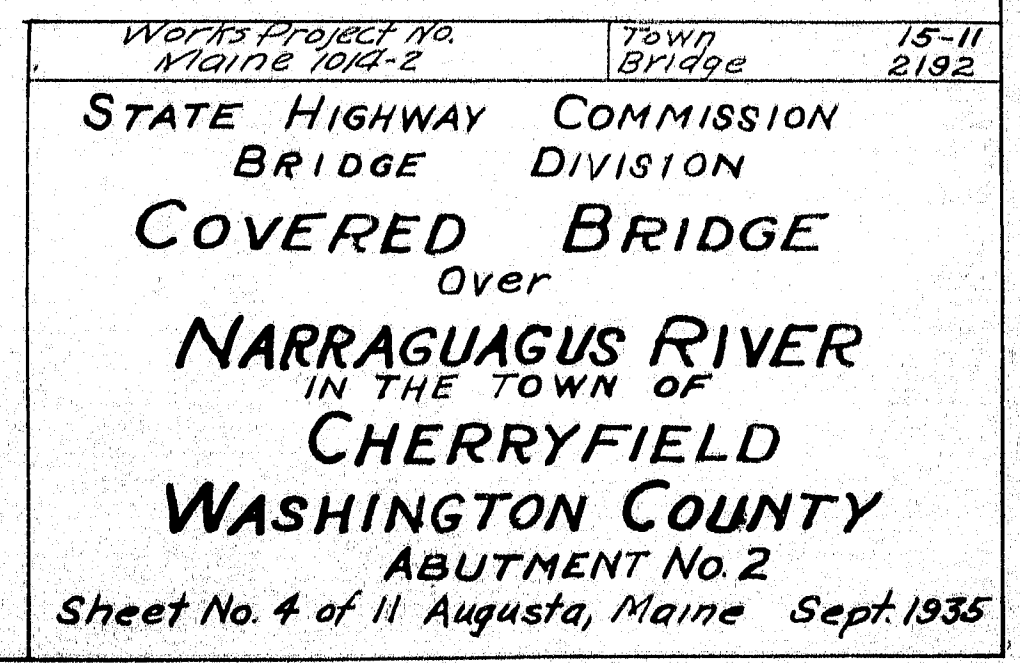 Works Project No.
Maine 1014-2
Town 15-11
Bridge 2192
STATE HIGHWAY COMMISSION
BRIDGE DIVISION
COVERED BRIDGE
Over
NARRAGUAGUS RIVER
IN THE TOWN OF
CHERRYFIELD
WASHINGTON COUNTY
ABUTMENT No. 2
Sheet No. 4 of 11 Augusta, Maine Sept. 1935